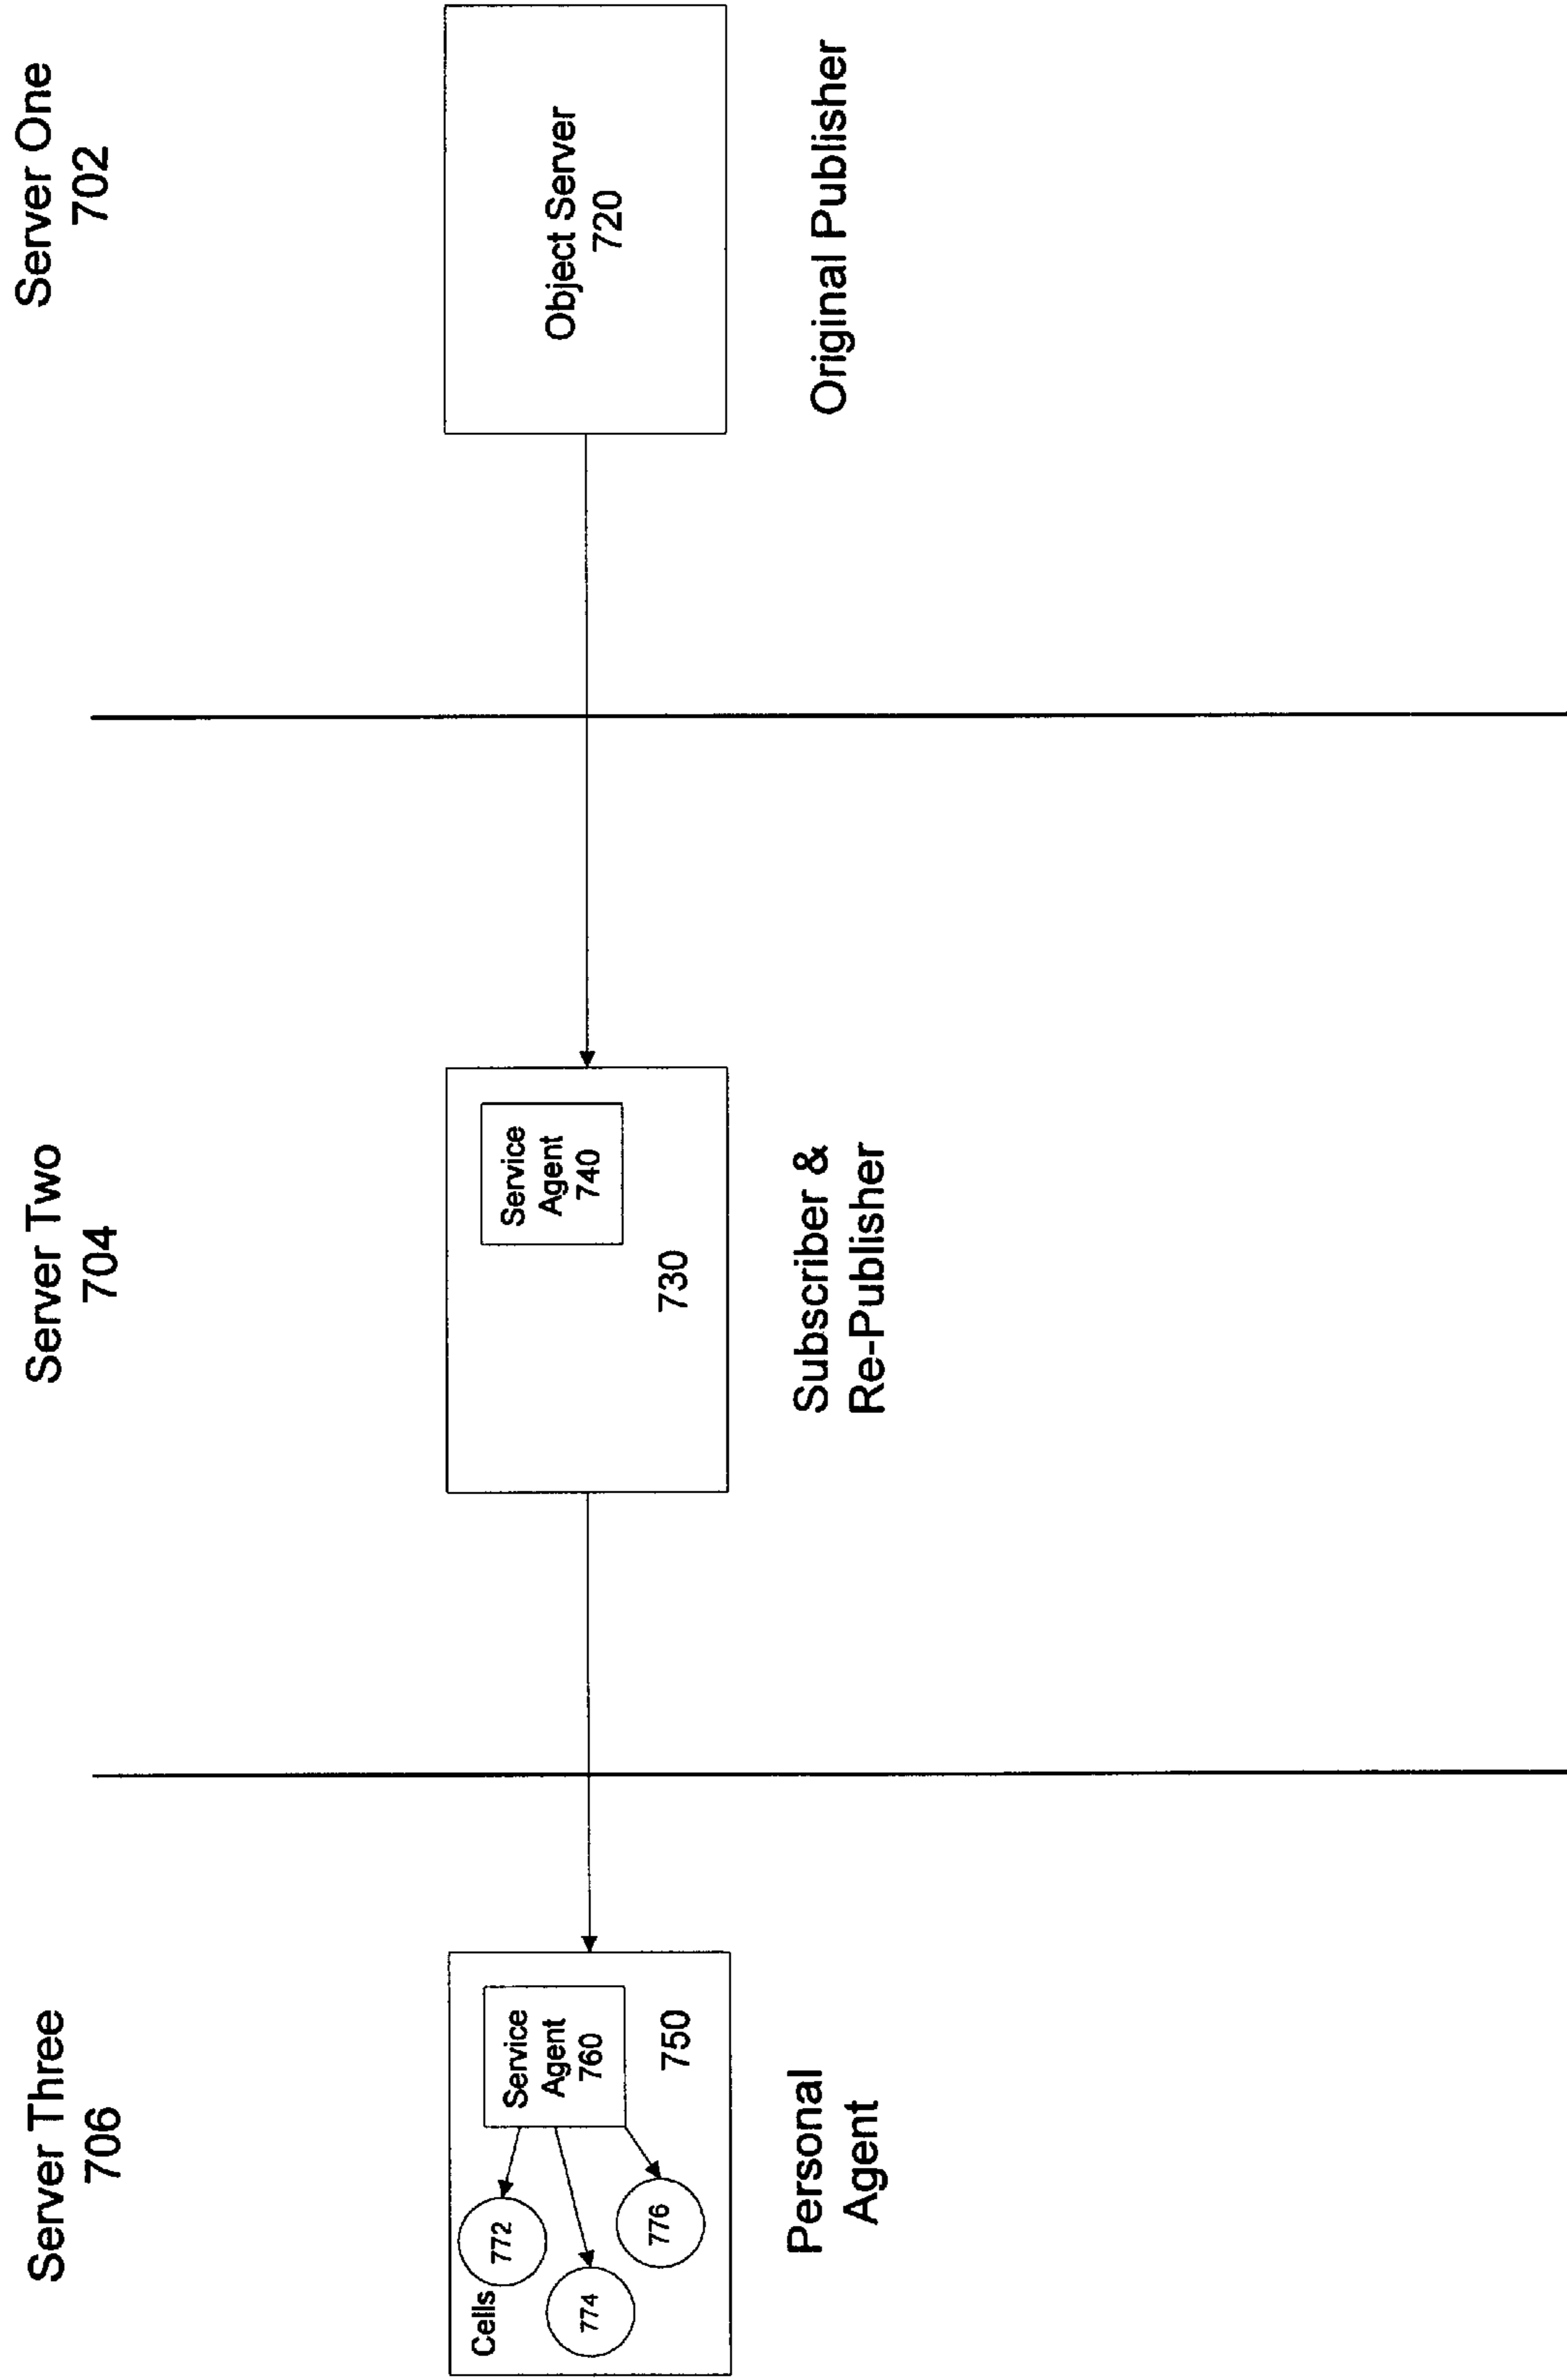 Server Three
706
Server Two
704
Server One
702
Cells
772
774
776
Service
Agent
760
750
Service
Agent
740
730
Object Server
720
Personal
Agent
Subscriber &
Re-Publisher
Original Publisher